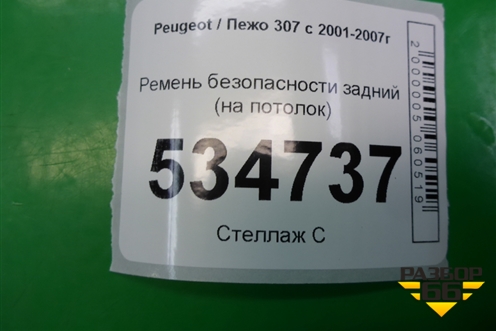 Peugeot / Пежо 307 с 2001-2007г
Ремень безопасности задний
(на потолок)
534737
Стеллаж С
2000005060519
РАЗБОР
66